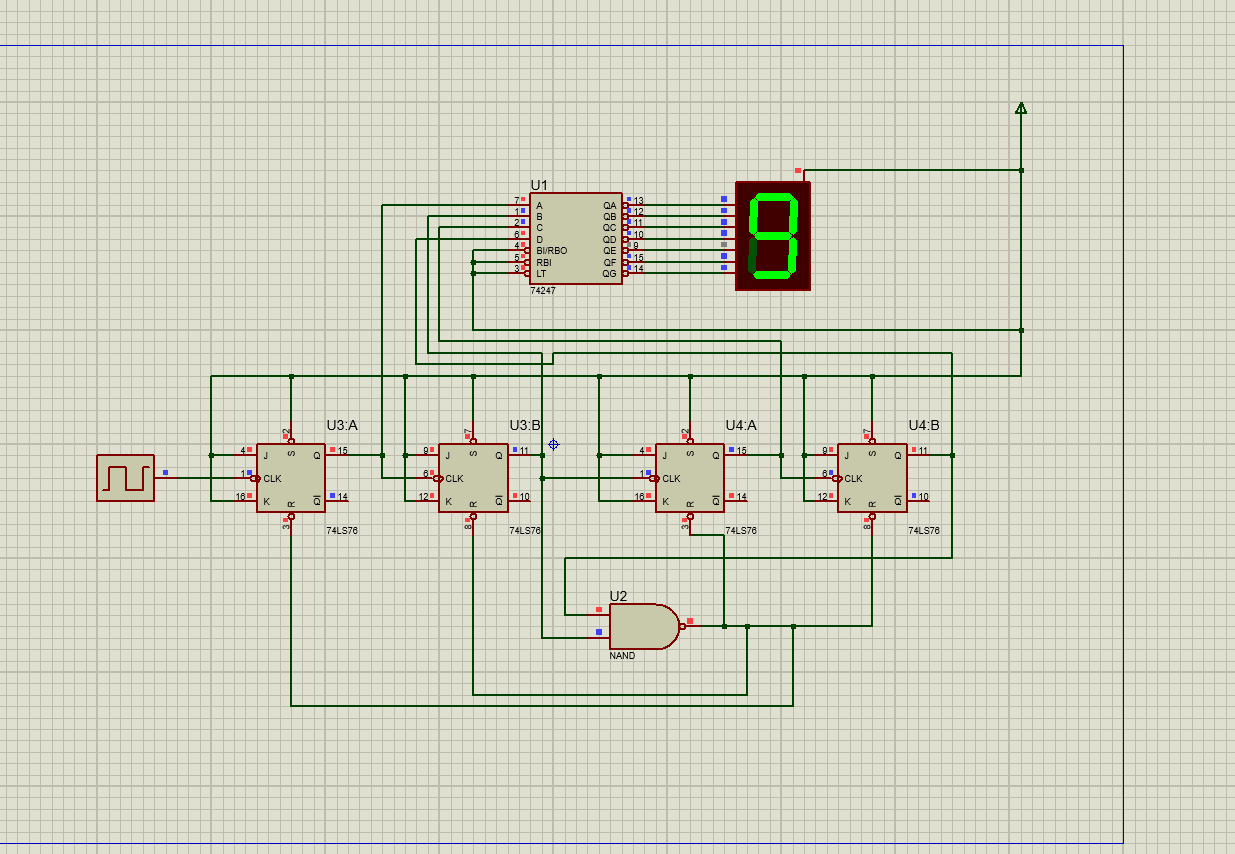 U1
7 A QA 13
1 B QB 12
2 C QC 11
6 D QD 10
4 BI/RBO QE 9
5 RBI QF 15
3 LT QG 14
74247
9
U3:A
2
4 J S Q 15
1 CLK
16 K R Q 14
3
74LS76
U3:B
7
9 J S Q 11
6 CLK
12 K R Q 10
8
74LS76
U4:A
2
4 J S Q 15
1 CLK
16 K R Q 14
3
74LS76
U4:B
7
9 J S Q 11
6 CLK
12 K R Q 10
8
74LS76
U2
NAND